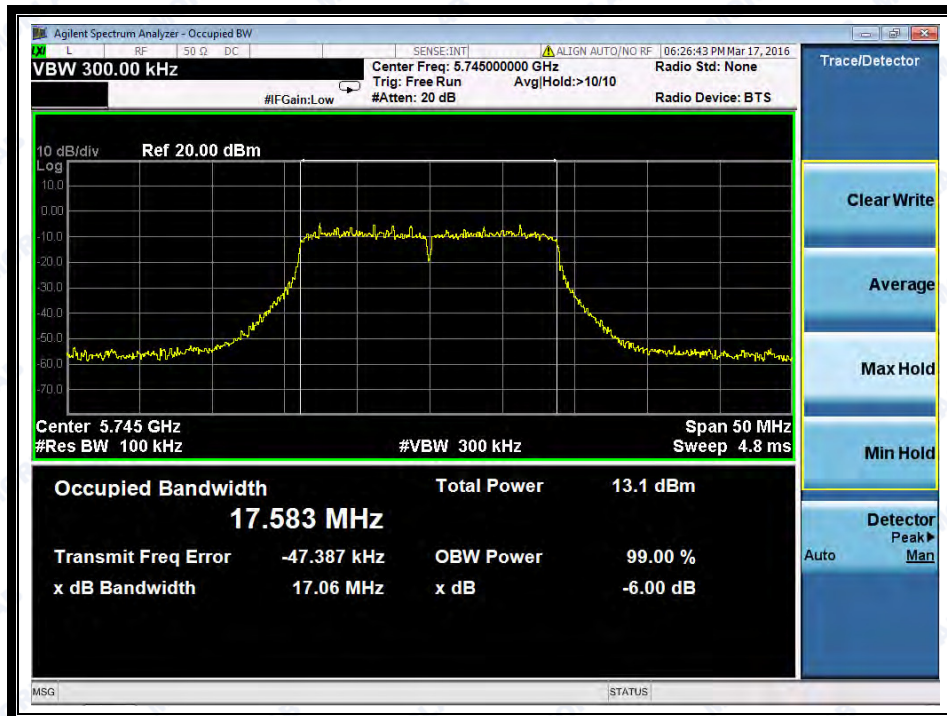 Agilent Spectrum Analyzer - Occupied BW
LXI L RF 50 Ω DC SENSE:INT ALIGN AUTO/NO RF 06:26:43 PM Mar 17, 2016
VBW 300.00 kHz
Center Freq: 5.745000000 GHz Radio Std: None
Trig: Free Run Avg|Hold:>10/10
#IFGain:Low #Atten: 20 dB Radio Device: BTS
10 dB/div Ref 20.00 dBm
Log
10.0
0.00
-10.0
-20.0
-30.0
-40.0
-50.0
-60.0
-70.0
Center 5.745 GHz Span 50 MHz
#Res BW 100 kHz #VBW 300 kHz Sweep 4.8 ms
Occupied Bandwidth Total Power 13.1 dBm
17.583 MHz
Transmit Freq Error -47.387 kHz OBW Power 99.00 %
x dB Bandwidth 17.06 MHz x dB -6.00 dB
MSG STATUS
Trace/Detector
Clear Write
Average
Max Hold
Min Hold
Detector
Peak▶
Auto Man